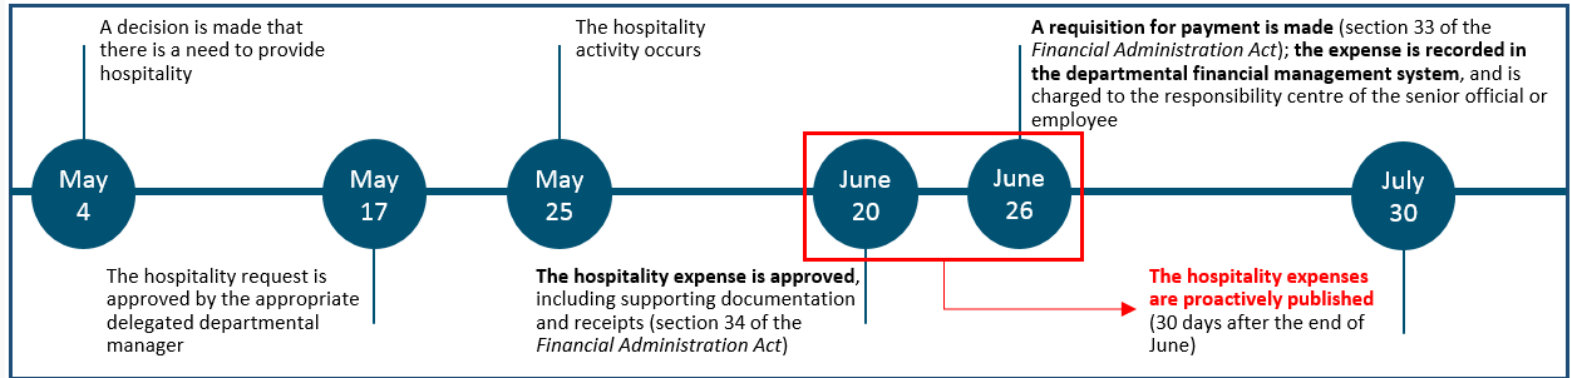 A decision is made that
there is a need to provide
hospitality
The hospitality
activity occurs
A requisition for payment is made (section 33 of the
Financial Administration Act); the expense is recorded in
the departmental financial management system, and is
charged to the responsibility centre of the senior official or
employee
May
4
May
17
May
25
June
20
June
26
July
30
The hospitality request is
approved by the appropriate
delegated departmental
manager
The hospitality expense is approved,
including supporting documentation
and receipts (section 34 of the
Financial Administration Act)
The hospitality expenses
are proactively published
(30 days after the end of
June)